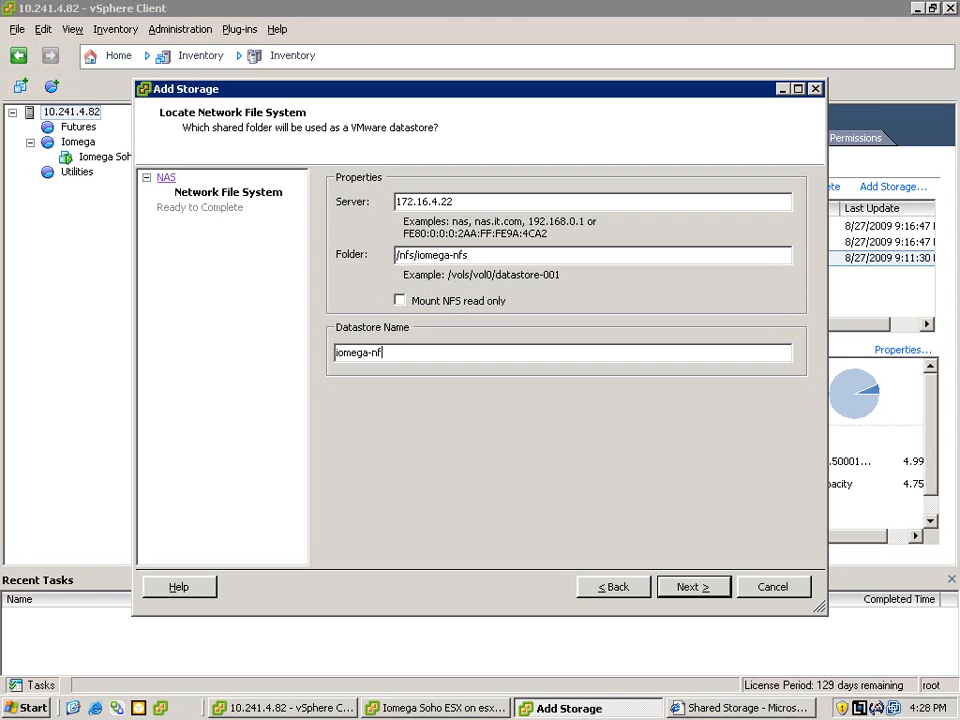 10.241.4.82 - vSphere Client
File Edit View Inventory Administration Plug-ins Help
Home Inventory Inventory
10.241.4.82
Futures
Iomega
Iomega Soh
Utilities
Add Storage
Locate Network File System
Which shared folder will be used as a VMware datastore?
NAS
Network File System
Ready to Complete
Properties
Server: 172.16.4.22
Examples: nas, nas.it.com, 192.168.0.1 or
FE80:0:0:0:2AA:FF:FE9A:4CA2
Folder: /nfs/iomega-nfs
Example: /vols/vol0/datastore-001
Mount NFS read only
Datastore Name
iomega-nf
Help < Back Next > Cancel
Permissions
te Add Storage...
Last Update
8/27/2009 9:16:47
8/27/2009 9:16:47
8/27/2009 9:11:30
Properties...
.50001... 4.99
pacity 4.75
Recent Tasks
Name Completed Time
Tasks License Period: 129 days remaining root
Start 10.241.4.82 - vSphere C... Iomega Soho ESX on esx... Add Storage Shared Storage - Micros... 4:28 PM